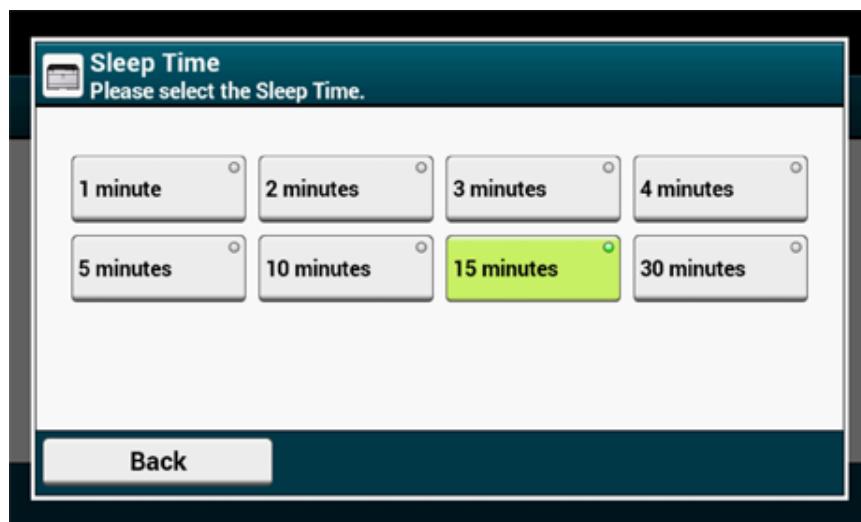 Sleep Time
Please select the Sleep Time.
1 minute
2 minutes
3 minutes
4 minutes
5 minutes
10 minutes
15 minutes
30 minutes
Back